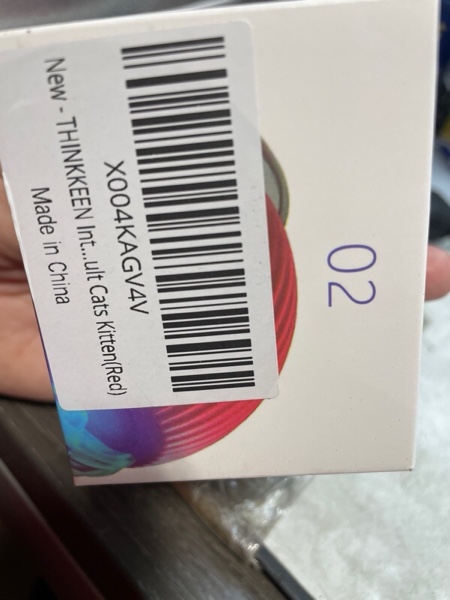 X004KAGV4V
New - THINKKEEN Int...ult Cats Kitten(Red)
Made in China
02